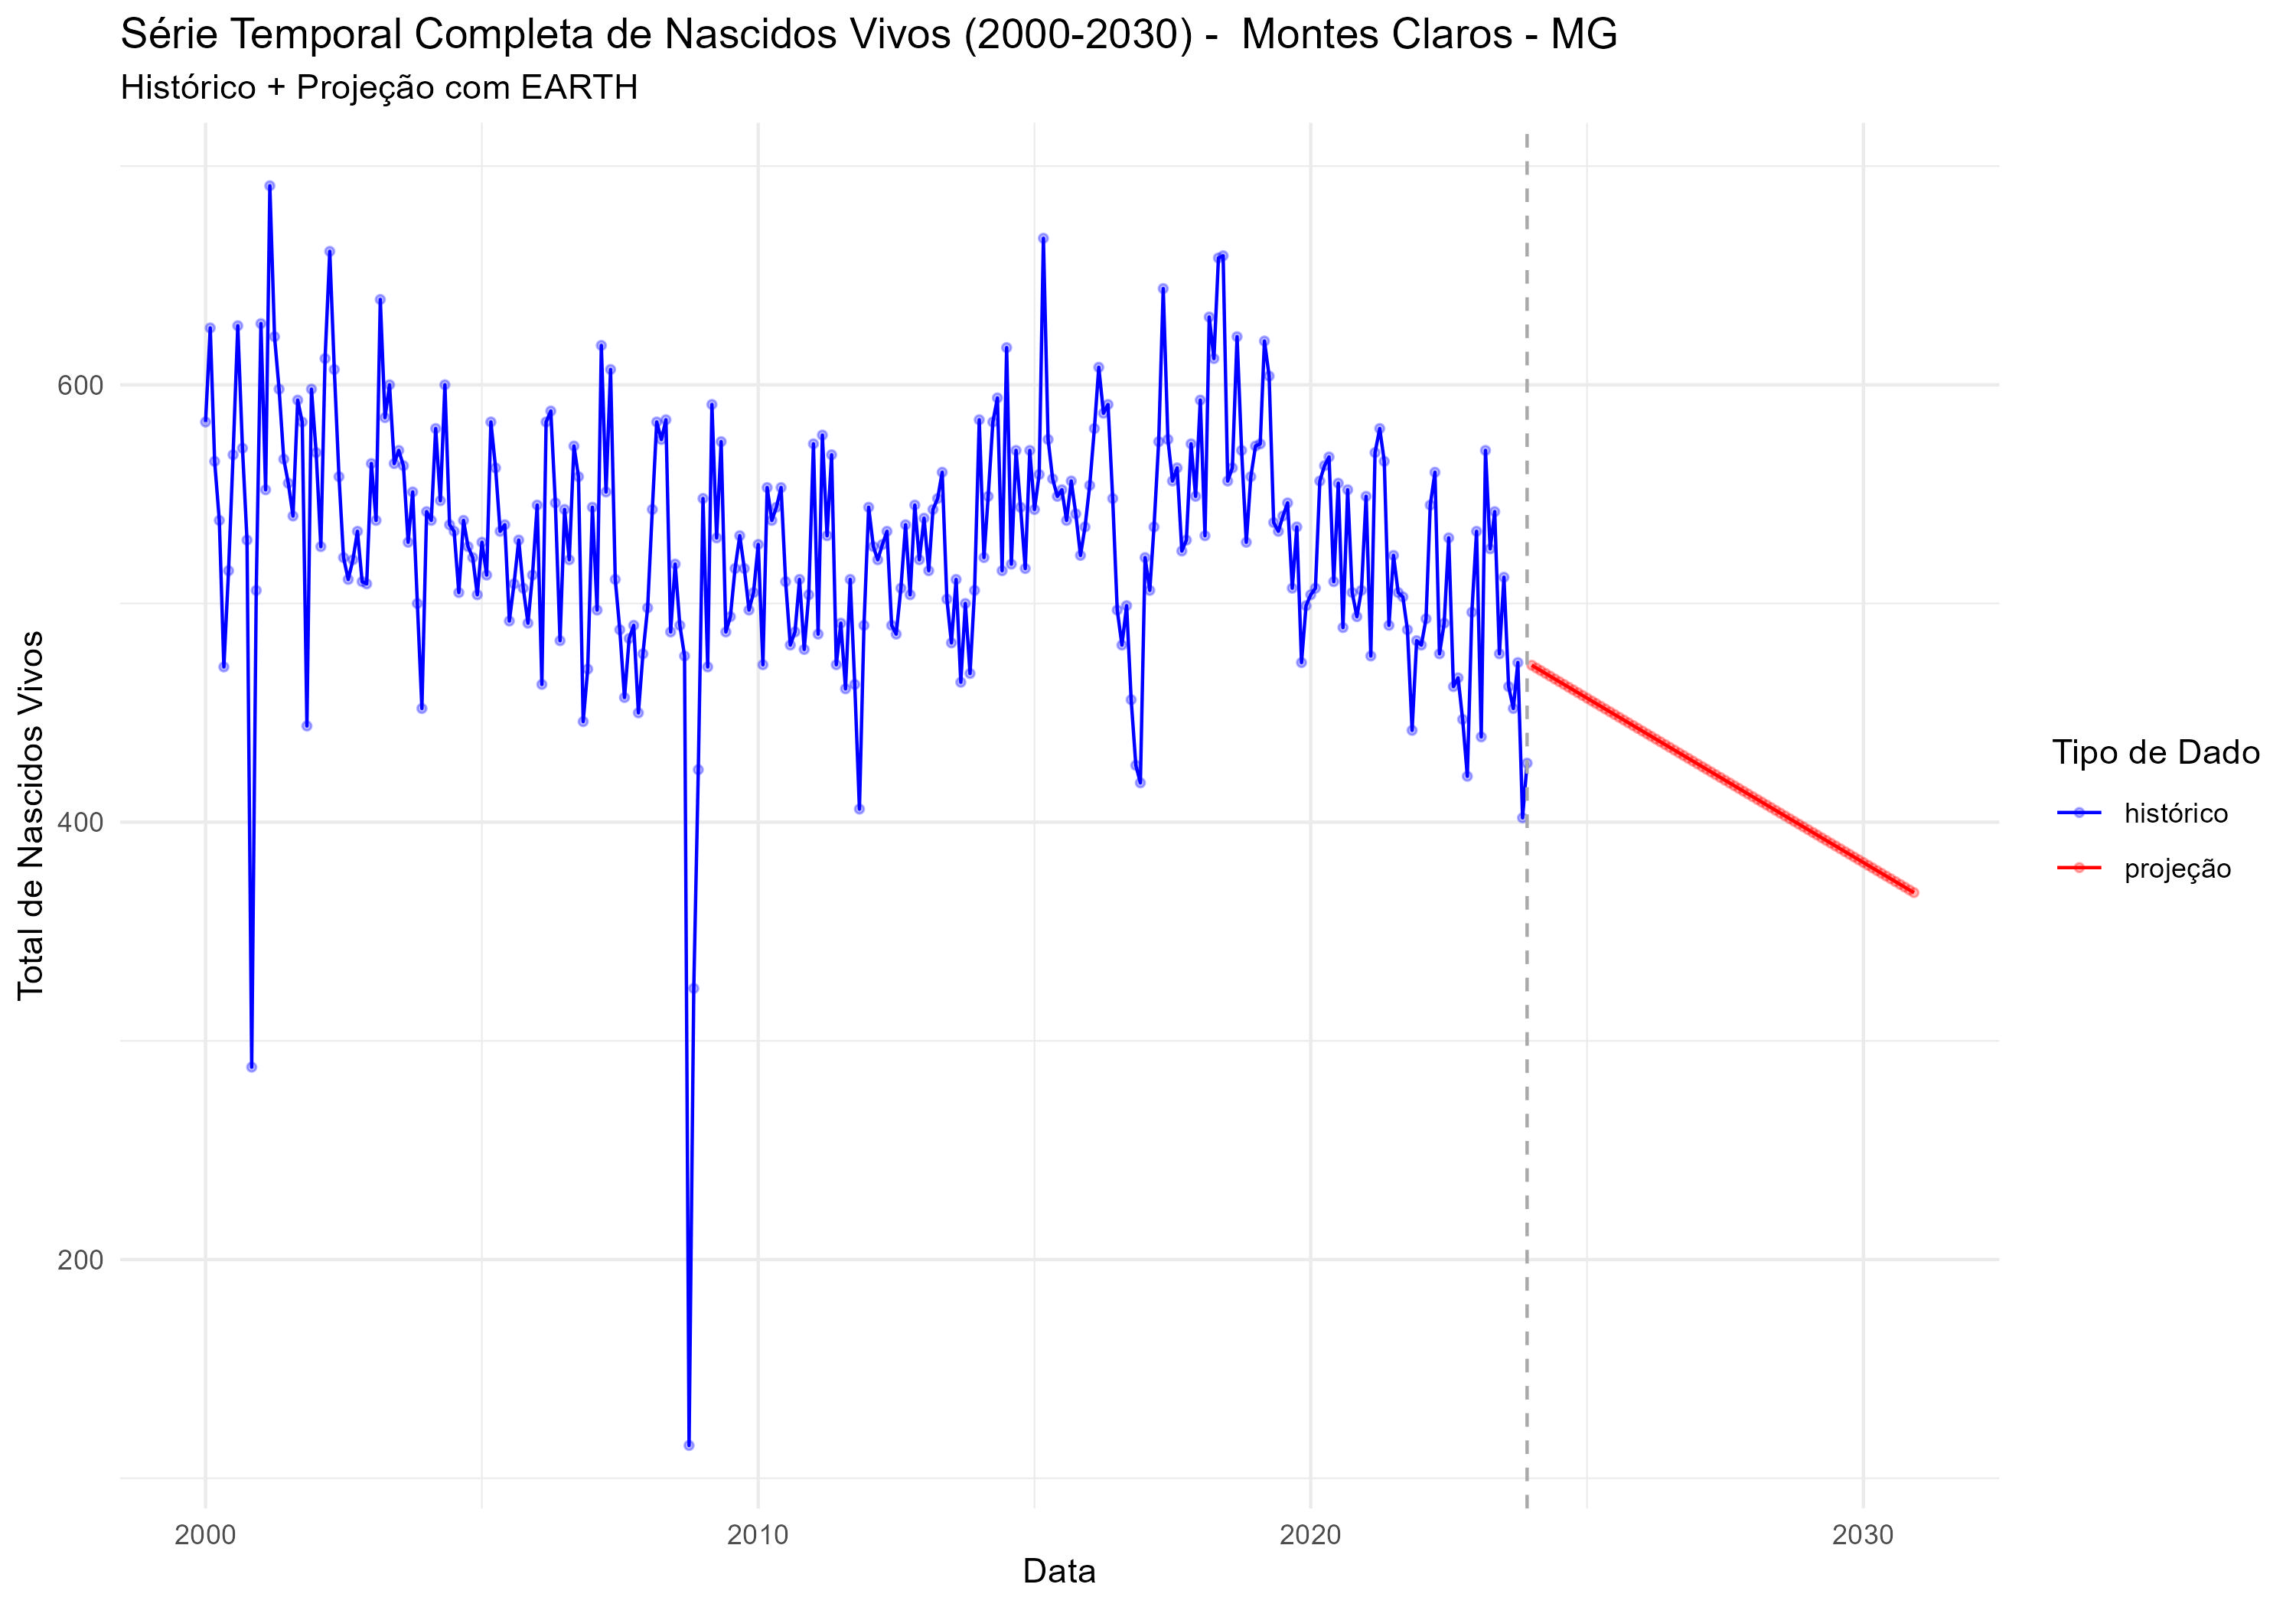 Série Temporal Completa de Nascidos Vivos (2000-2030) -  Montes Claros - MG
Histórico + Projeção com EARTH
Total de Nascidos Vivos
600
400
200
2000
2010
2020
2030
Data
Tipo de Dado
histórico
projeção